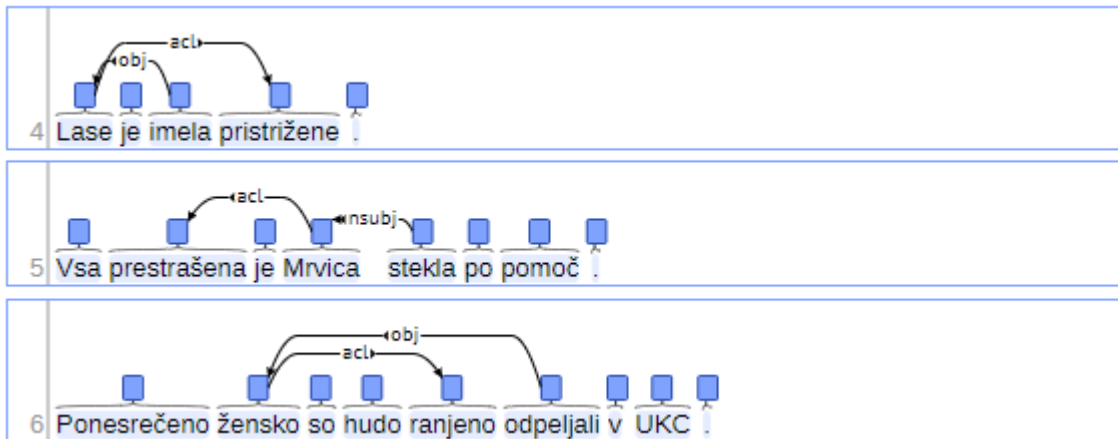 acl
obj
4 Lase je imela pristrižene .
acl
nsubj
5 Vsa prestrašena je Mrvica stekla po pomoč .
obj
acl
6 Ponesrečeno žensko so hudo ranjeno odpeljali v UKC .